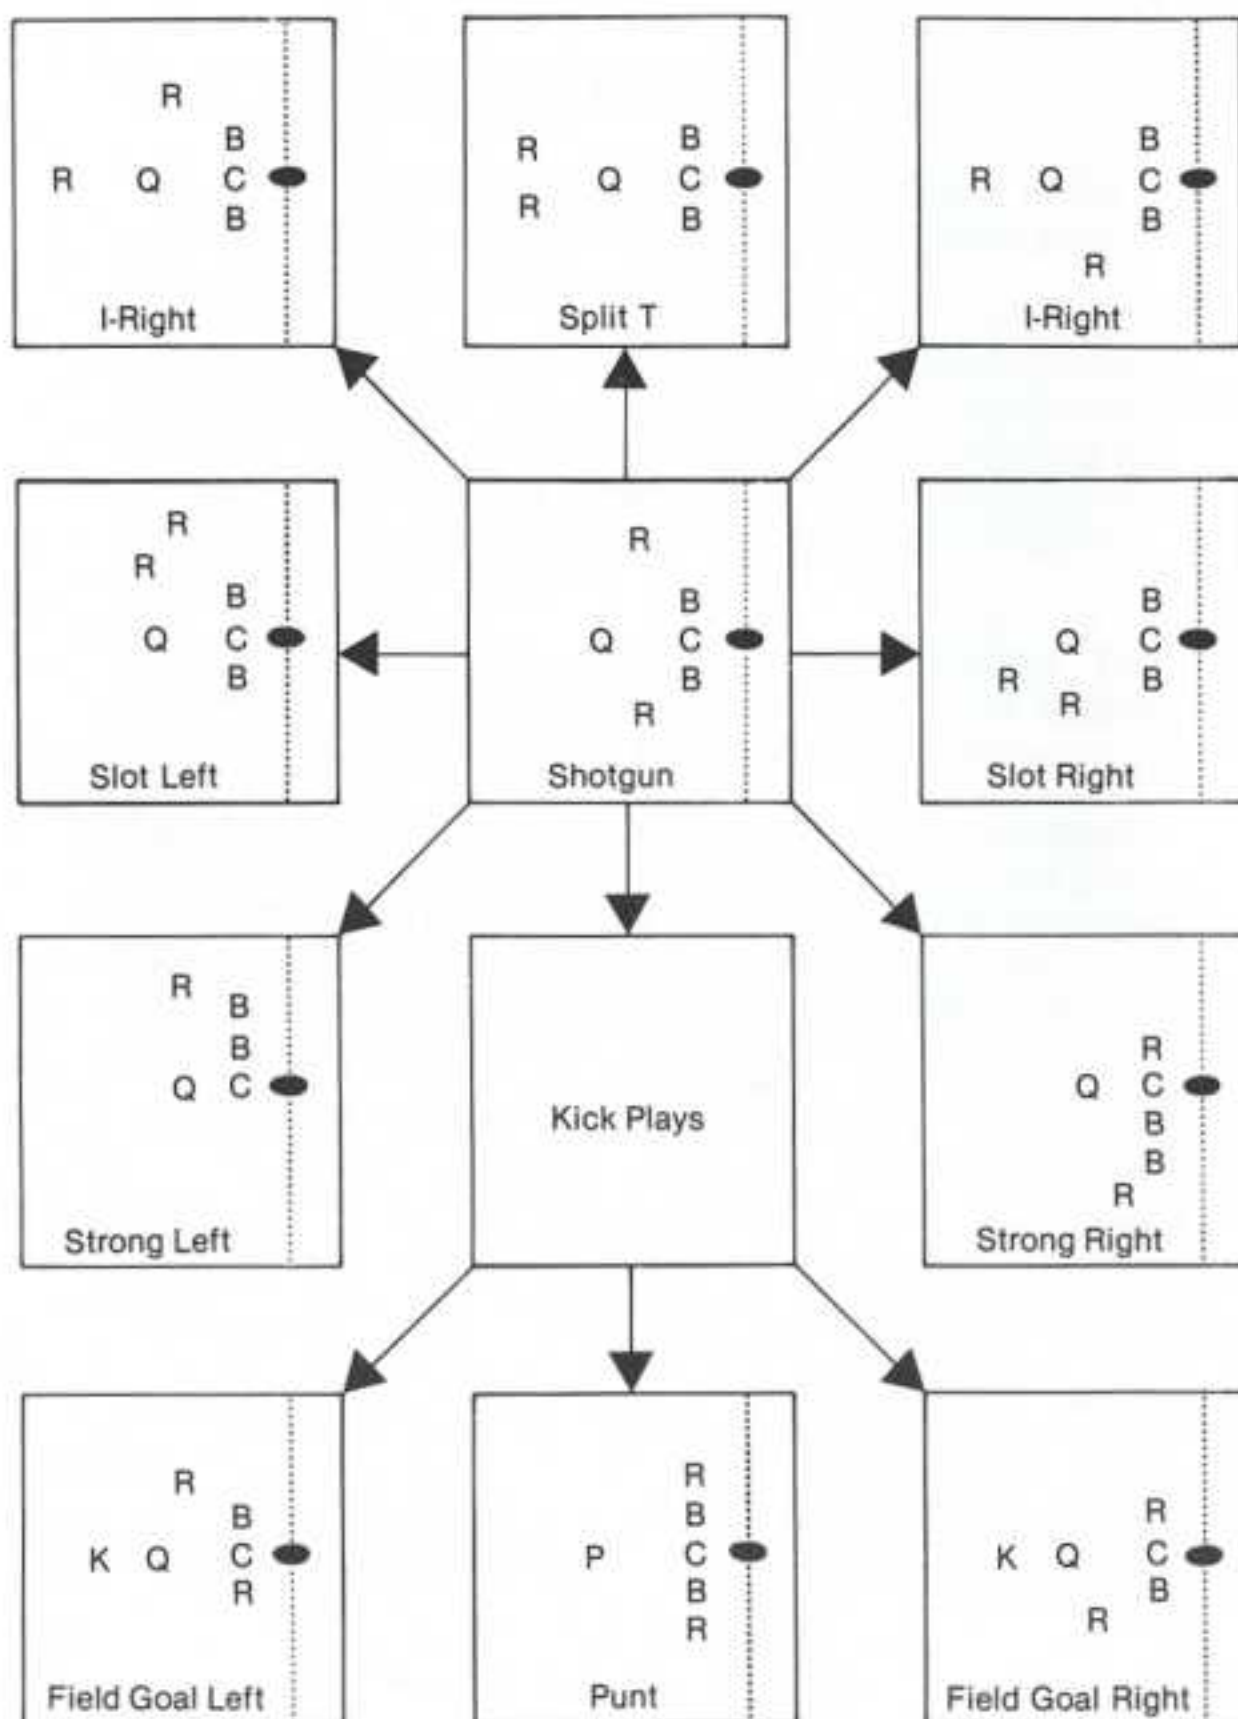 R
B
R Q C
B
I-Right
B
R
Q C
R
B
Split T
B
R Q C
B
R
I-Right
R
R
B
Q C
B
Slot Left
R
B
Q C
B
R
Shotgun
B
Q C
R B
R
Slot Right
R
B
B
Q C
Strong Left
Kick Plays
R
Q C
B
B
R
Strong Right
R
B
K Q C
R
Field Goal Left
R
B
P C
B
R
Punt
R
K Q C
B
R
Field Goal Right